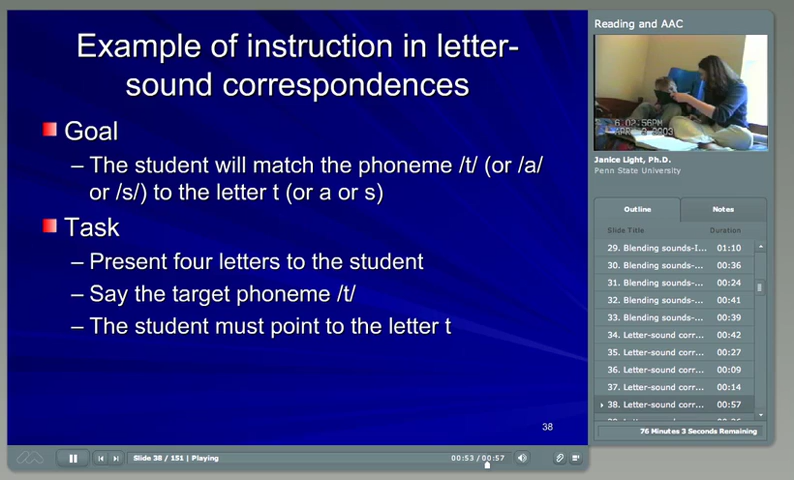 Example of instruction in letter-
sound correspondences
Goal
– The student will match the phoneme /t/ (or /a/
or /s/) to the letter t (or a or s)
Task
– Present four letters to the student
– Say the target phoneme /t/
– The student must point to the letter t
38
Slide 38 / 151 | Playing
00:53 / 00:57
Reading and AAC
6:02:56PM
2003
Janice Light, Ph.D.
Penn State University
Outline
Notes
Slide Title Duration
29. Blending sounds-I... 01:10
30. Blending sounds-... 00:36
31. Blending sounds-... 00:24
32. Blending sounds-... 00:41
33. Blending sounds-... 00:39
34. Letter-sound corr... 00:42
35. Letter-sound corr... 00:27
36. Letter-sound corr... 00:09
37. Letter-sound corr... 00:14
38. Letter-sound corr... 00:57
76 Minutes 3 Seconds Remaining